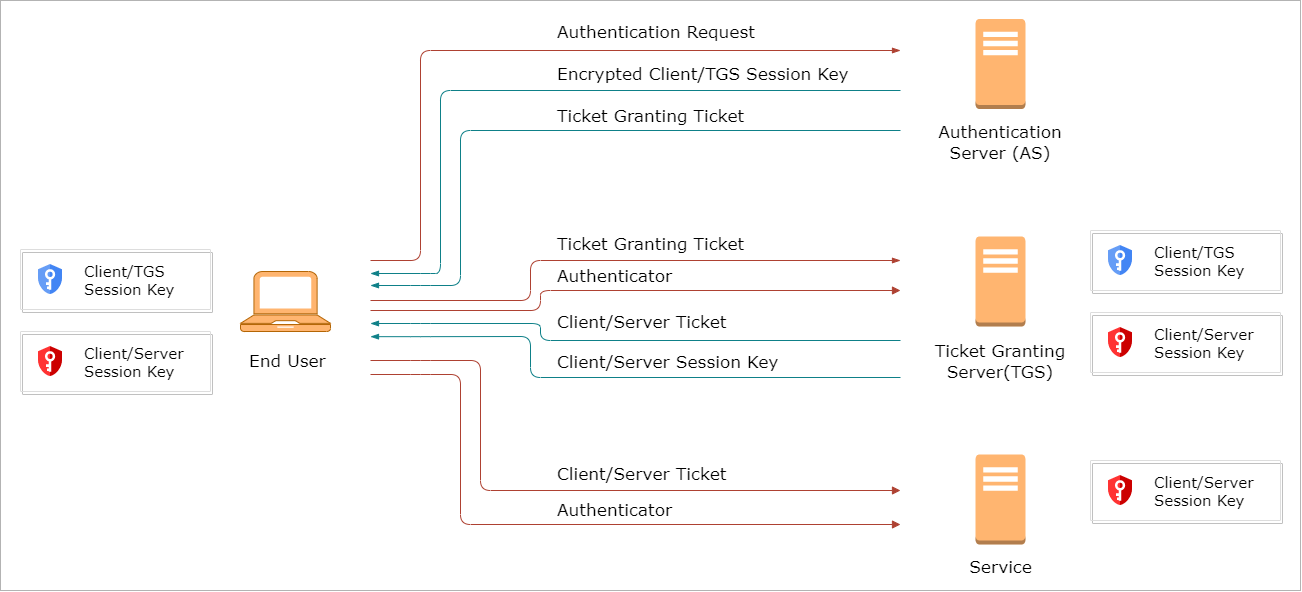 Authentication Request
Encrypted Client/TGS Session Key
Ticket Granting Ticket
Authentication
Server (AS)
Client/TGS
Session Key
Client/Server
Session Key
End User
Ticket Granting Ticket
Authenticator
Client/Server Ticket
Client/Server Session Key
Ticket Granting
Server(TGS)
Client/TGS
Session Key
Client/Server
Session Key
Client/Server Ticket
Authenticator
Service
Client/Server
Session Key